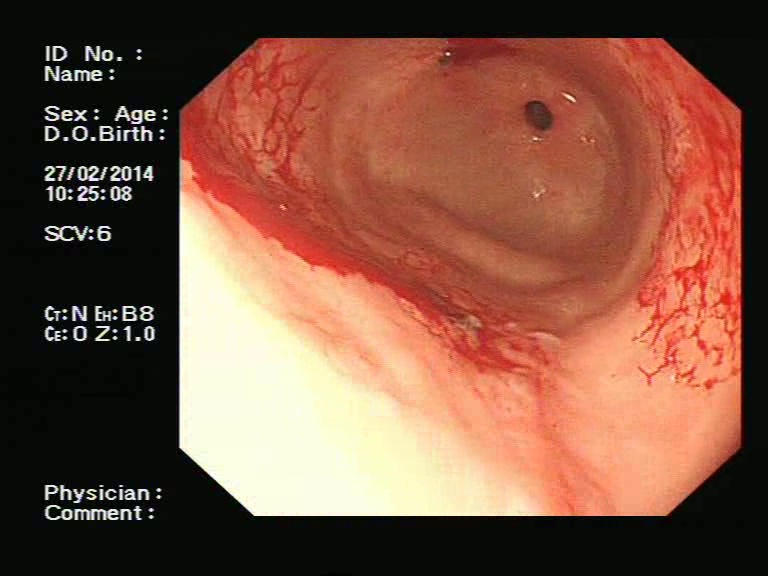 ID No. :
Name:
Sex: Age:
D.O.Birth:
27/02/2014
10:25:08
SCV:6
CT:N EH:B8
CE:0 Z:1.0
Physician:
Comment: